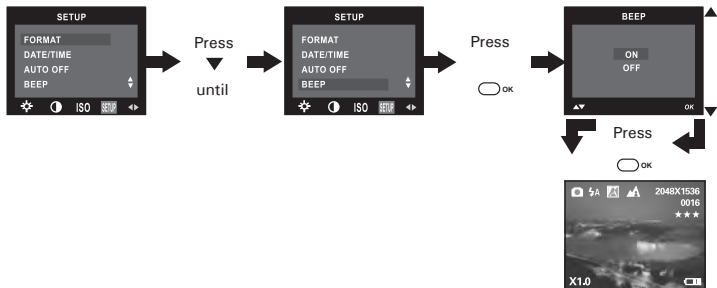 SETUP
FORMAT
DATE/TIME
AUTO OFF
BEEP
ISO SETUP
Press
until
SETUP
FORMAT
DATE/TIME
AUTO OFF
BEEP
ISO SETUP
Press
OK
BEEP
ON
OFF
OK
Press
OK
A 2048X1536
0016
X1.0